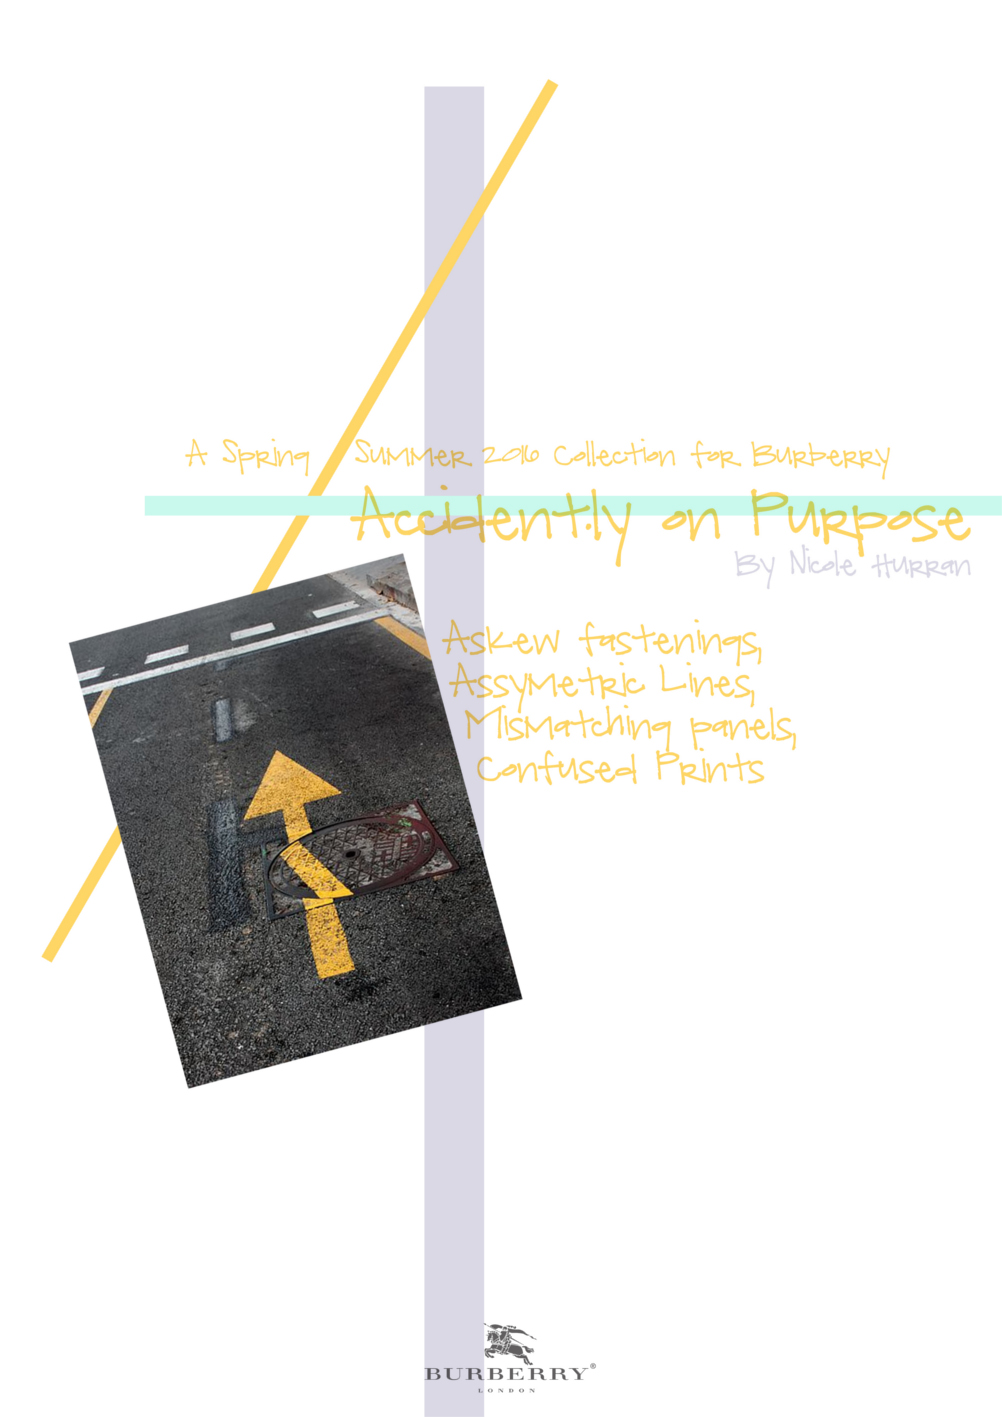 A Spring / Summer 2016 Collection for Burberry
Accidently on Purpose
By Nicole Hurran
Askew fastenings,
Assymetric Lines,
Mismatching panels,
Confused Prints
BURBERRY®
LONDON